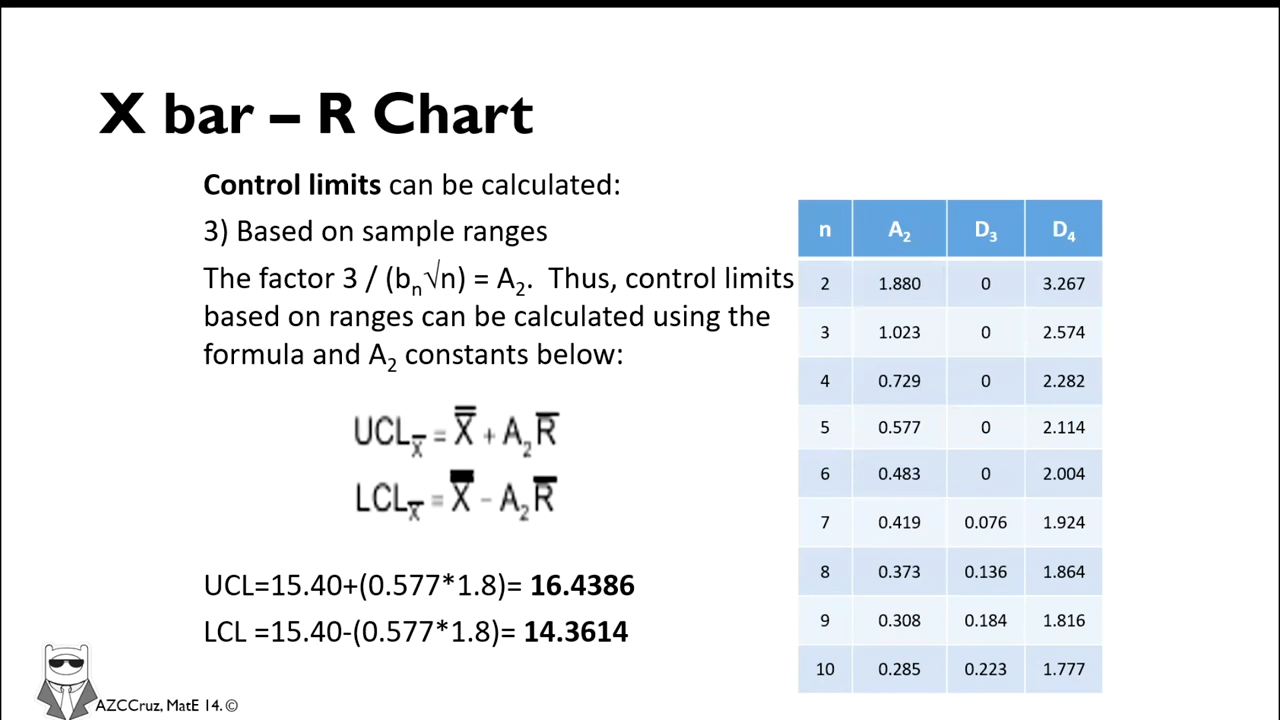 X bar – R Chart
Control limits can be calculated:
3) Based on sample ranges
The factor 3 / (bn√n) = A2. Thus, control limits
based on ranges can be calculated using the
formula and A2 constants below:
UCLX̅ = X̿ + A2R̅
LCLX̅ = X̿ - A2R̅
UCL=15.40+(0.577*1.8)= 16.4386
LCL =15.40-(0.577*1.8)= 14.3614
n A2 D3 D4
2 1.880 0 3.267
3 1.023 0 2.574
4 0.729 0 2.282
5 0.577 0 2.114
6 0.483 0 2.004
7 0.419 0.076 1.924
8 0.373 0.136 1.864
9 0.308 0.184 1.816
10 0.285 0.223 1.777
AZCCruz, MatE 14.©